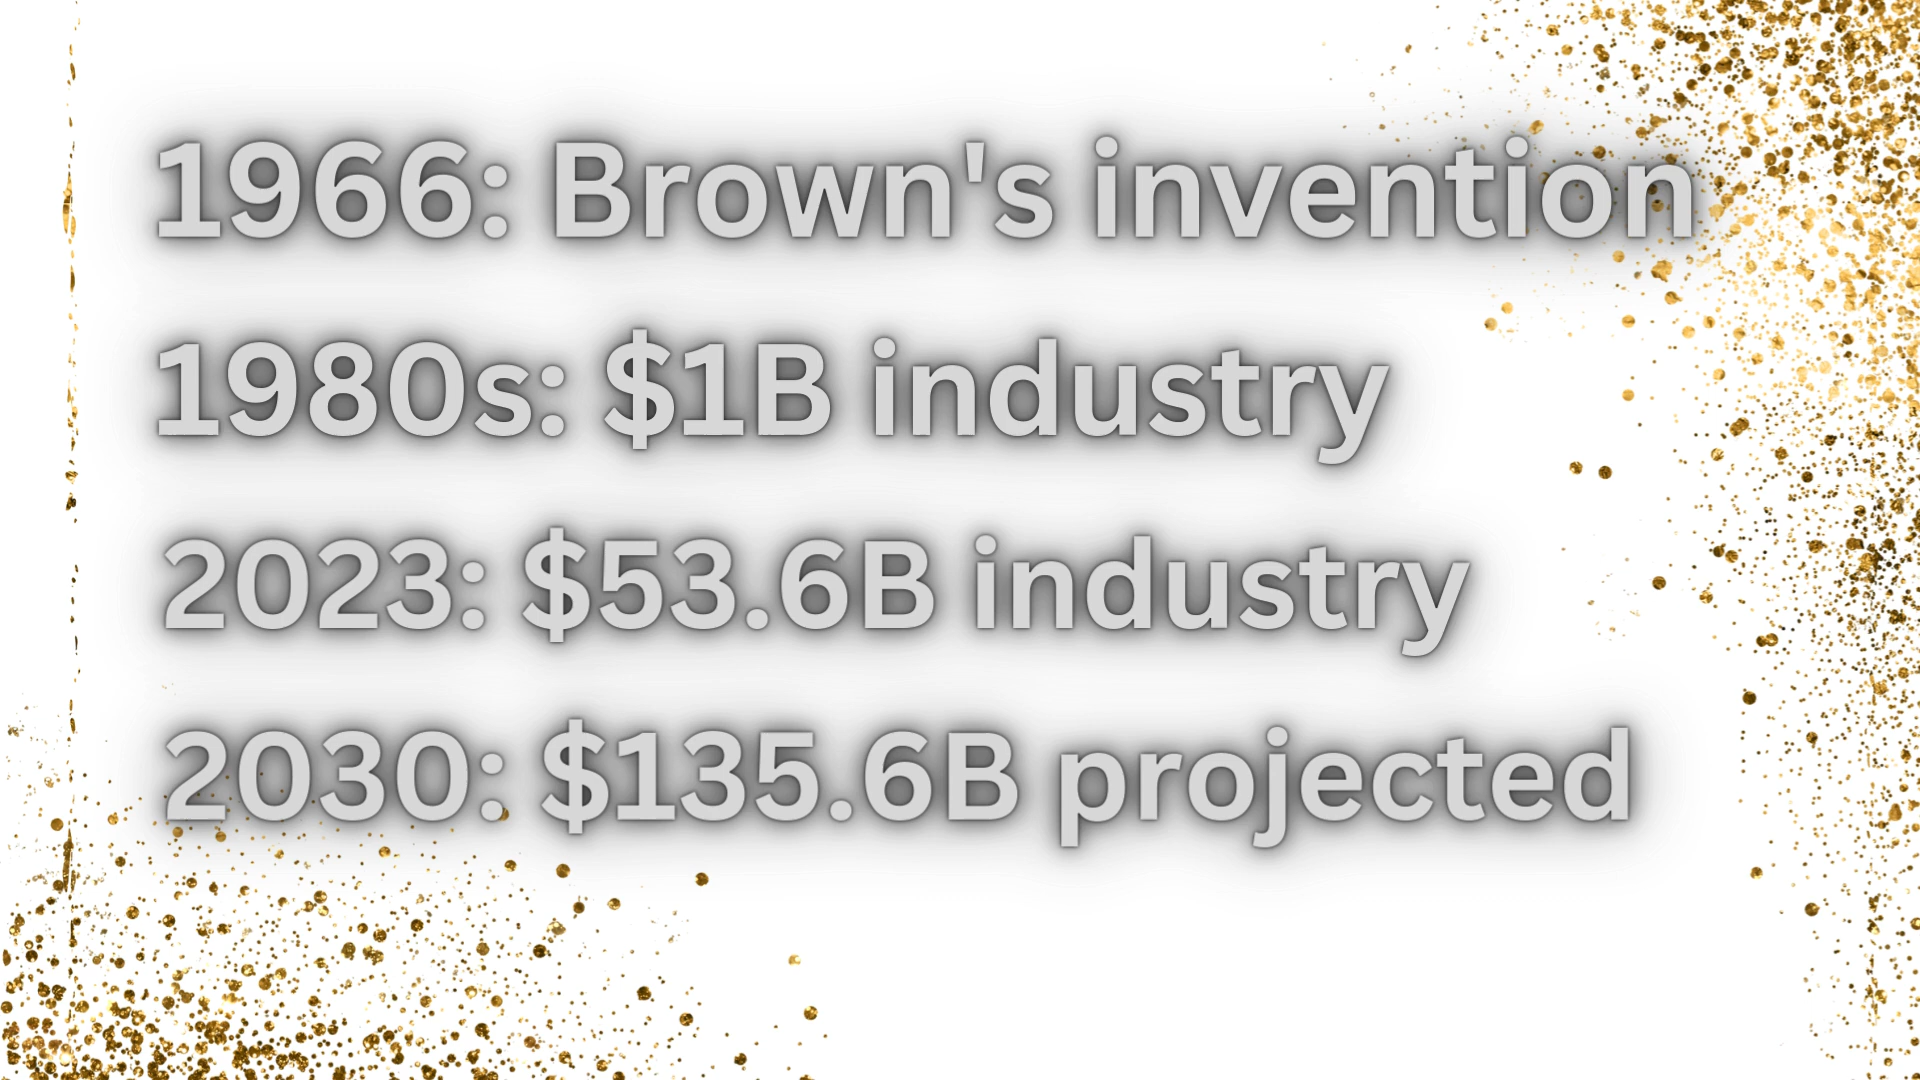 1966: Brown's invention
1980s: $1B industry
2023: $53.6B industry
2030: $135.6B projected